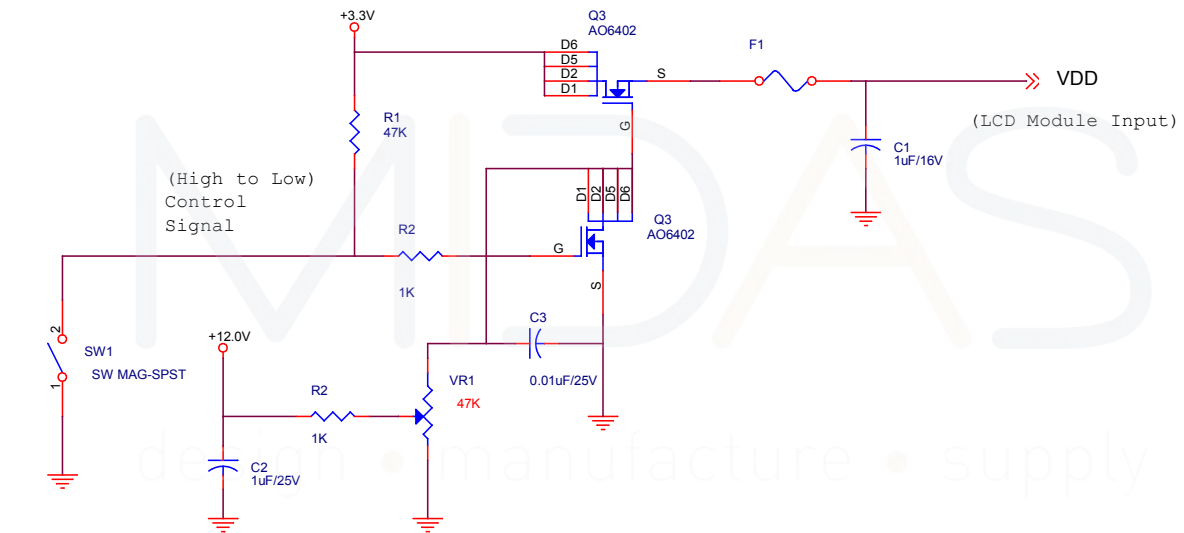 +3.3V
Q3
AO6402
D6
D5
D2
D1
S
G
F1
VDD
(LCD Module Input)
R1
47K
C1
1uF/16V
(High to Low)
Control
Signal
D1
D2
D5
D6
Q3
AO6402
R2
1K
G
S
C3
0.01uF/25V
2
1
SW1
SW MAG-SPST
+12.0V
R2
1K
VR1
47K
C2
1uF/25V
MIDAS
design • manufacture • supply